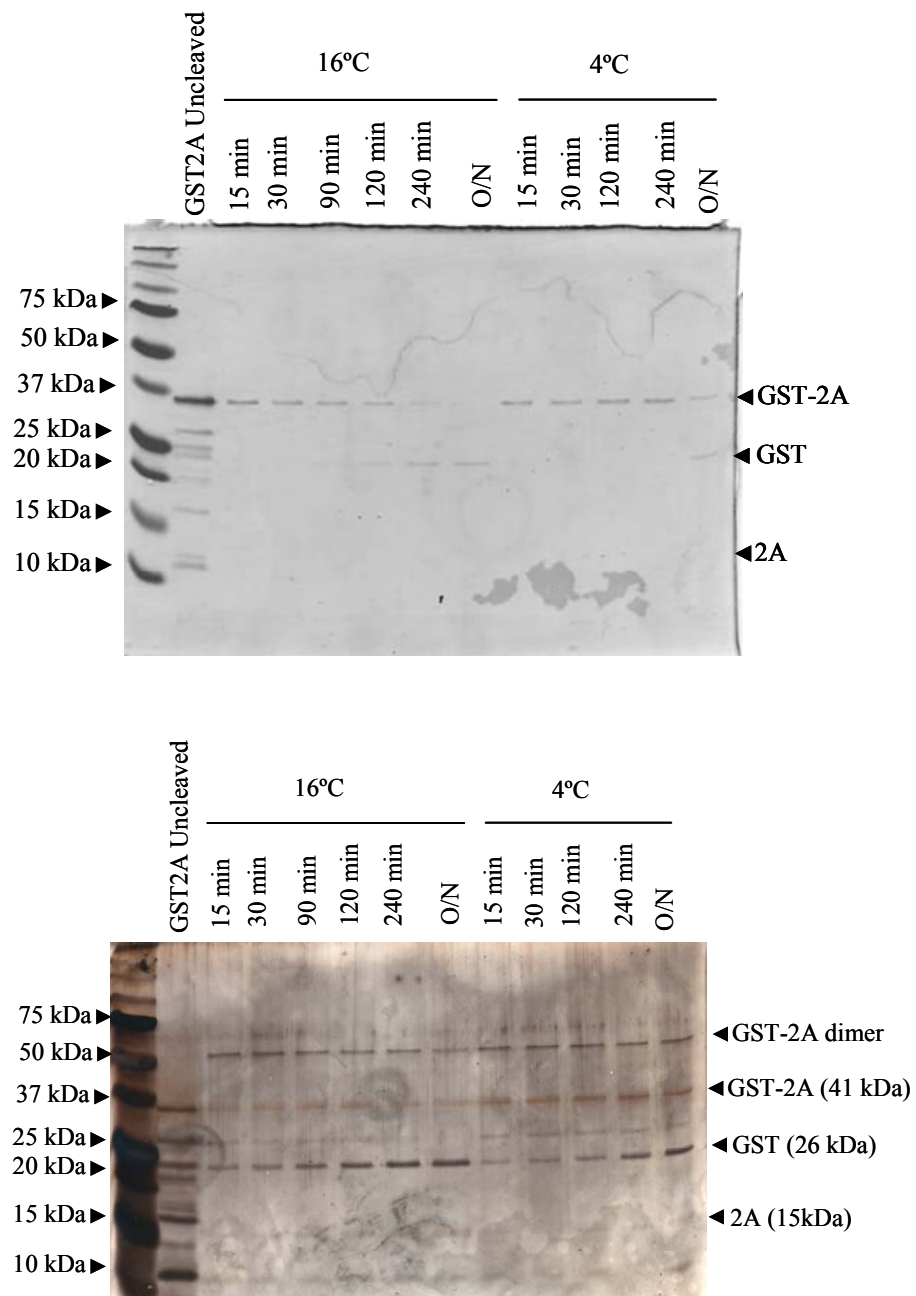 16ºC
4ºC
GST2A Uncleaved
15 min
30 min
90 min
120 min
240 min
O/N
15 min
30 min
120 min
240 min
O/N
75 kDa
50 kDa
37 kDa
25 kDa
20 kDa
15 kDa
10 kDa
GST-2A
GST
2A
16ºC
4ºC
GST2A Uncleaved
15 min
30 min
90 min
120 min
240 min
O/N
15 min
30 min
120 min
240 min
O/N
75 kDa
50 kDa
37 kDa
25 kDa
20 kDa
15 kDa
10 kDa
GST-2A dimer
GST-2A (41 kDa)
GST (26 kDa)
2A (15kDa)